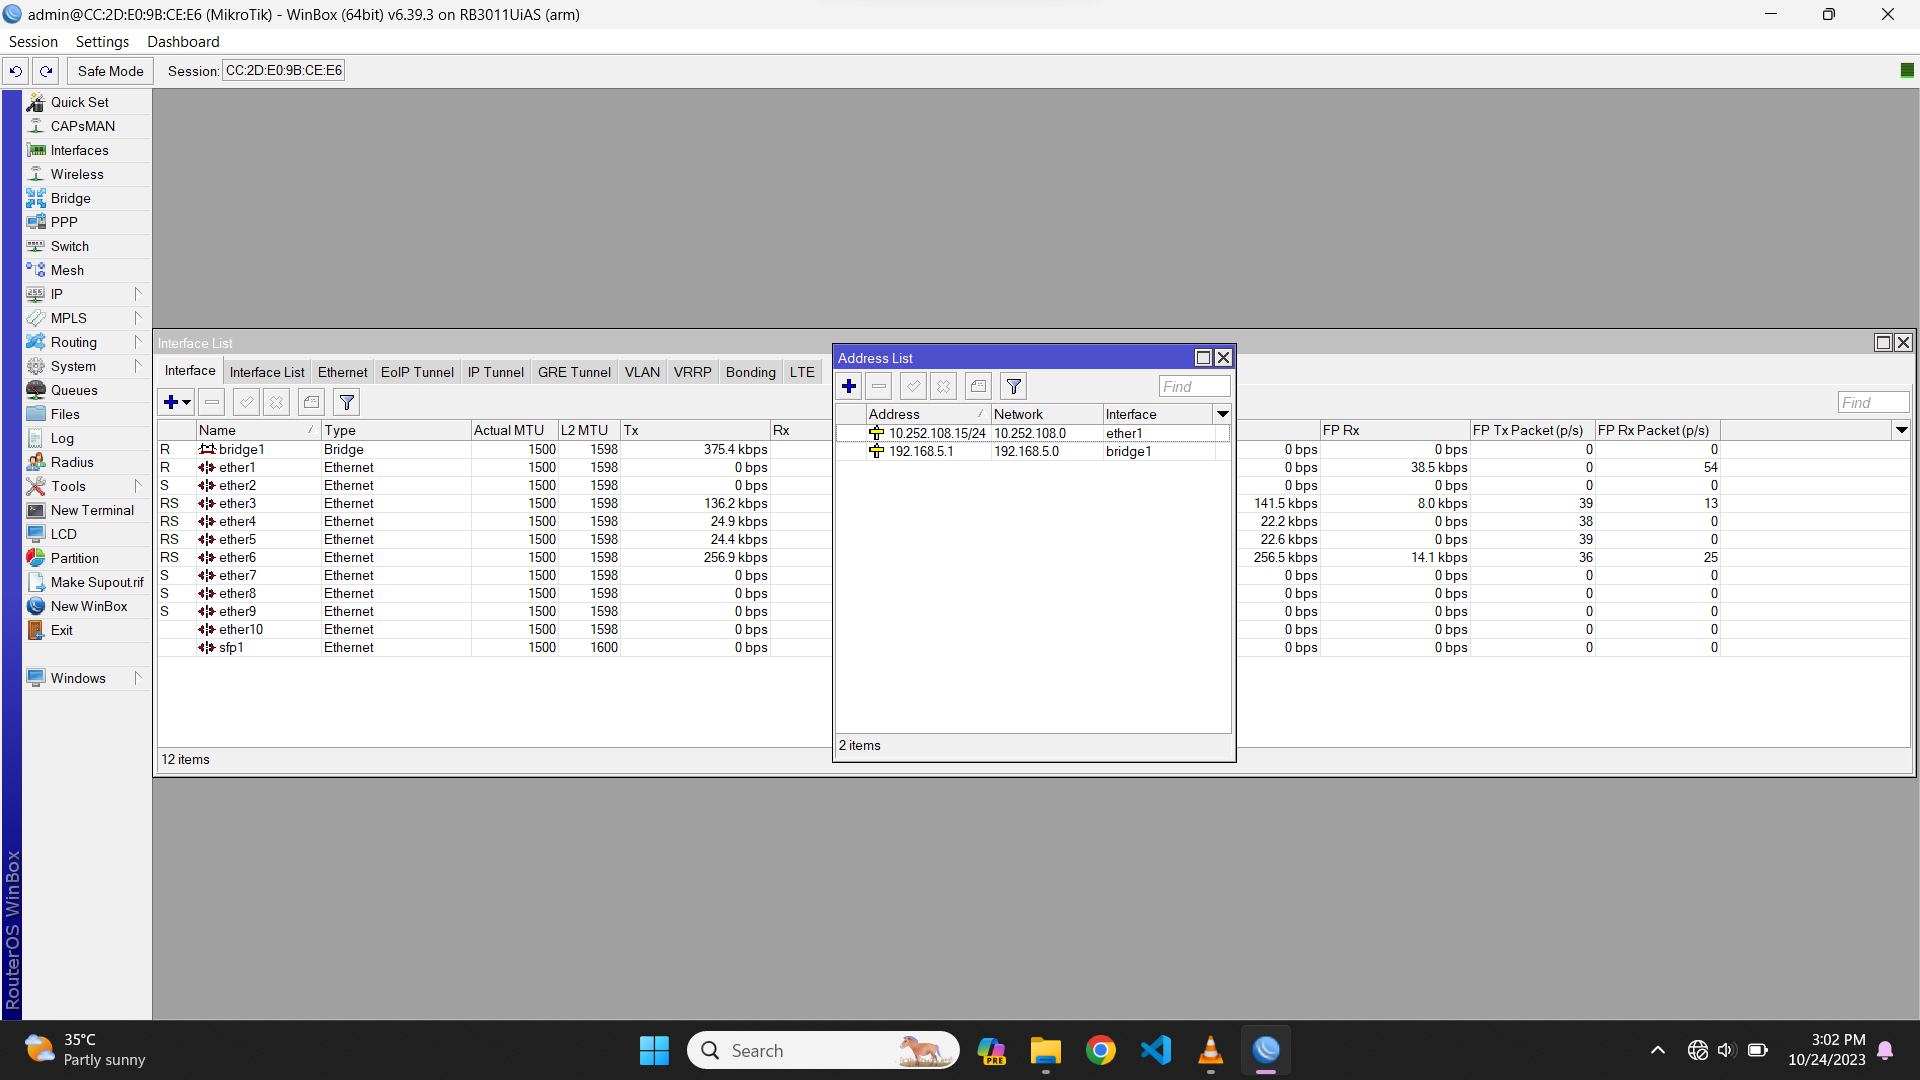 admin@CC:2D:E0:9B:CE:E6 (MikroTik) - WinBox (64bit) v6.39.3 on RB3011UiAS (arm)
Session Settings Dashboard
Safe Mode Session: CC:2D:E0:9B:CE:E6
Quick Set
CAPsMAN
Interfaces
Wireless
Bridge
PPP
Switch
Mesh
IP
MPLS
Routing
System
Queues
Files
Log
Radius
Tools
New Terminal
LCD
Partition
Make Supout.rif
New WinBox
Exit
Windows
RouterOS WinBox
Interface List
Interface Interface List Ethernet EoIP Tunnel IP Tunnel GRE Tunnel VLAN VRRP Bonding LTE
Find
Name Type Actual MTU L2 MTU Tx Rx FP Rx FP Tx Packet (p/s) FP Rx Packet (p/s)
R bridge1 Bridge 1500 1598 375.4 kbps 0 bps 0 bps 0 0
R ether1 Ethernet 1500 1598 0 bps 0 bps 38.5 kbps 0 54
S ether2 Ethernet 1500 1598 0 bps 0 bps 0 bps 0 0
RS ether3 Ethernet 1500 1598 136.2 kbps 141.5 kbps 8.0 kbps 39 13
RS ether4 Ethernet 1500 1598 24.9 kbps 22.2 kbps 0 bps 38 0
RS ether5 Ethernet 1500 1598 24.4 kbps 22.6 kbps 0 bps 39 0
RS ether6 Ethernet 1500 1598 256.9 kbps 256.5 kbps 14.1 kbps 36 25
S ether7 Ethernet 1500 1598 0 bps 0 bps 0 bps 0 0
S ether8 Ethernet 1500 1598 0 bps 0 bps 0 bps 0 0
S ether9 Ethernet 1500 1598 0 bps 0 bps 0 bps 0 0
ether10 Ethernet 1500 1598 0 bps 0 bps 0 bps 0 0
sfp1 Ethernet 1500 1600 0 bps 0 bps 0 bps 0 0
12 items
Address List
Find
Address Network Interface
10.252.108.15/24 10.252.108.0 ether1
192.168.5.1 192.168.5.0 bridge1
2 items
35°C
Partly sunny
Search
PRE
3:02 PM
10/24/2023